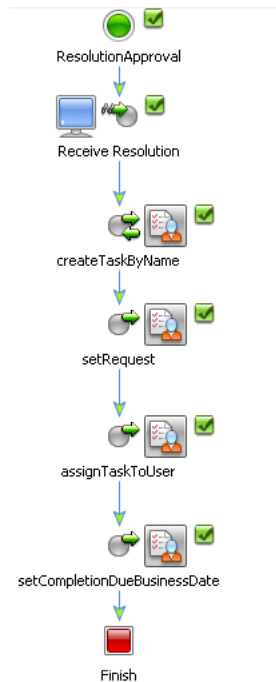 ResolutionApproval
Receive Resolution
createTaskByName
setRequest
assignTaskToUser
setCompletionDueBusinessDate
Finish